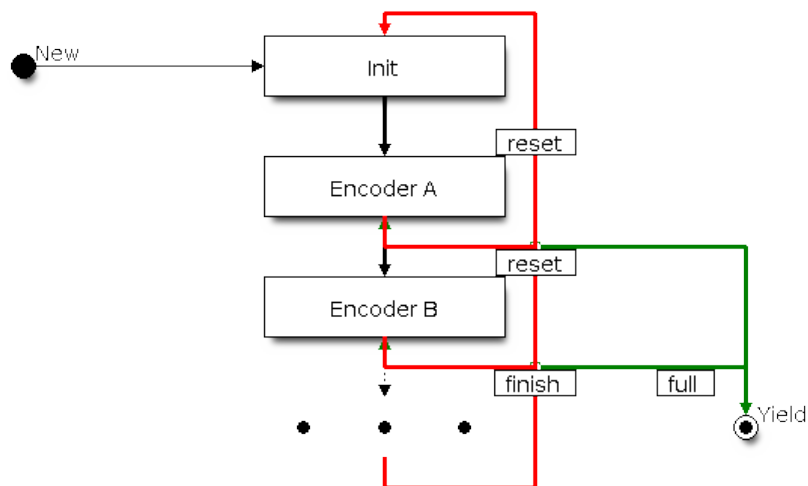 New
Init
reset
Encoder A
reset
Encoder B
finish
full
Yield